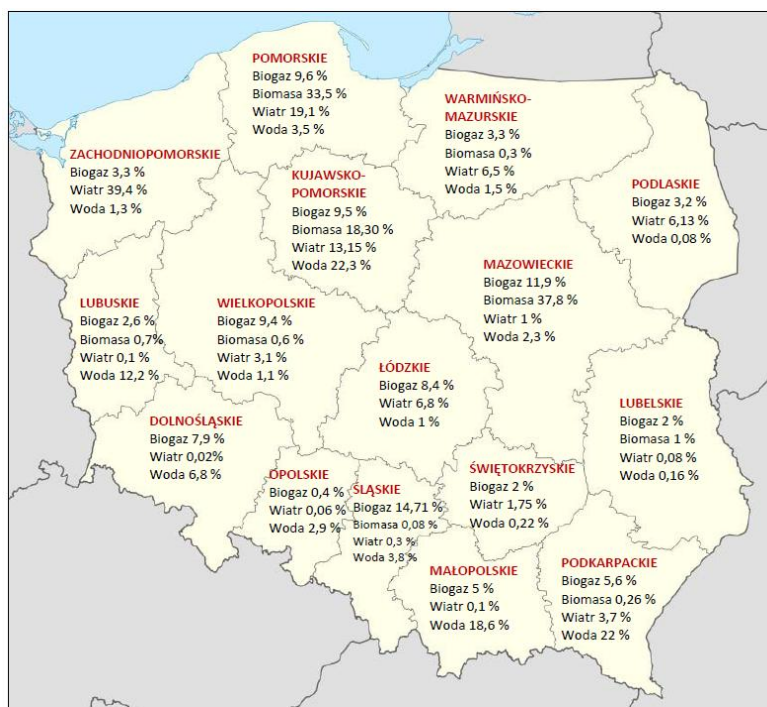 POMORSKIE
Biogaz 9,6 %
Biomasa 33,5 %
Wiatr 19,1 %
Woda 3,5 %
WARMIŃSKO-
MAZURSKIE
Biogaz 3,3 %
Biomasa 0,3 %
Wiatr 6,5 %
Woda 1,5 %
ZACHODNIOPOMORSKIE
Biogaz 3,3 %
Wiatr 39,4 %
Woda 1,3 %
KUJAWSKO-
POMORSKIE
Biogaz 9,5 %
Biomasa 18,30 %
Wiatr 13,15 %
Woda 22,3 %
PODLASKIE
Biogaz 3,2 %
Wiatr 6,13 %
Woda 0,08 %
MAZOWIECKIE
Biogaz 11,9 %
Biomasa 37,8 %
Wiatr 1 %
Woda 2,3 %
LUBUSKIE
Biogaz 2,6 %
Biomasa 0,7%
Wiatr 0,1 %
Woda 12,2 %
WIELKOPOLSKIE
Biogaz 9,4 %
Biomasa 0,6 %
Wiatr 3,1 %
Woda 1,1 %
ŁÓDZKIE
Biogaz 8,4 %
Wiatr 6,8 %
Woda 1 %
LUBELSKIE
Biogaz 2 %
Biomasa 1 %
Wiatr 0,08 %
Woda 0,16 %
DOLNOŚLĄSKIE
Biogaz 7,9 %
Wiatr 0,02%
Woda 6,8 %
OPOLSKIE
Biogaz 0,4 %
Wiatr 0,06 %
Woda 2,9 %
ŚLĄSKIE
Biogaz 14,71 %
Biomasa 0,08 %
Wiatr 0,3 %
Woda 3,8 %
ŚWIĘTOKRZYSKIE
Biogaz 2 %
Wiatr 1,75 %
Woda 0,22 %
MAŁOPOLSKIE
Biogaz 5 %
Wiatr 0,1 %
Woda 18,6 %
PODKARPACKIE
Biogaz 5,6 %
Biomasa 0,26 %
Wiatr 3,7 %
Woda 22 %